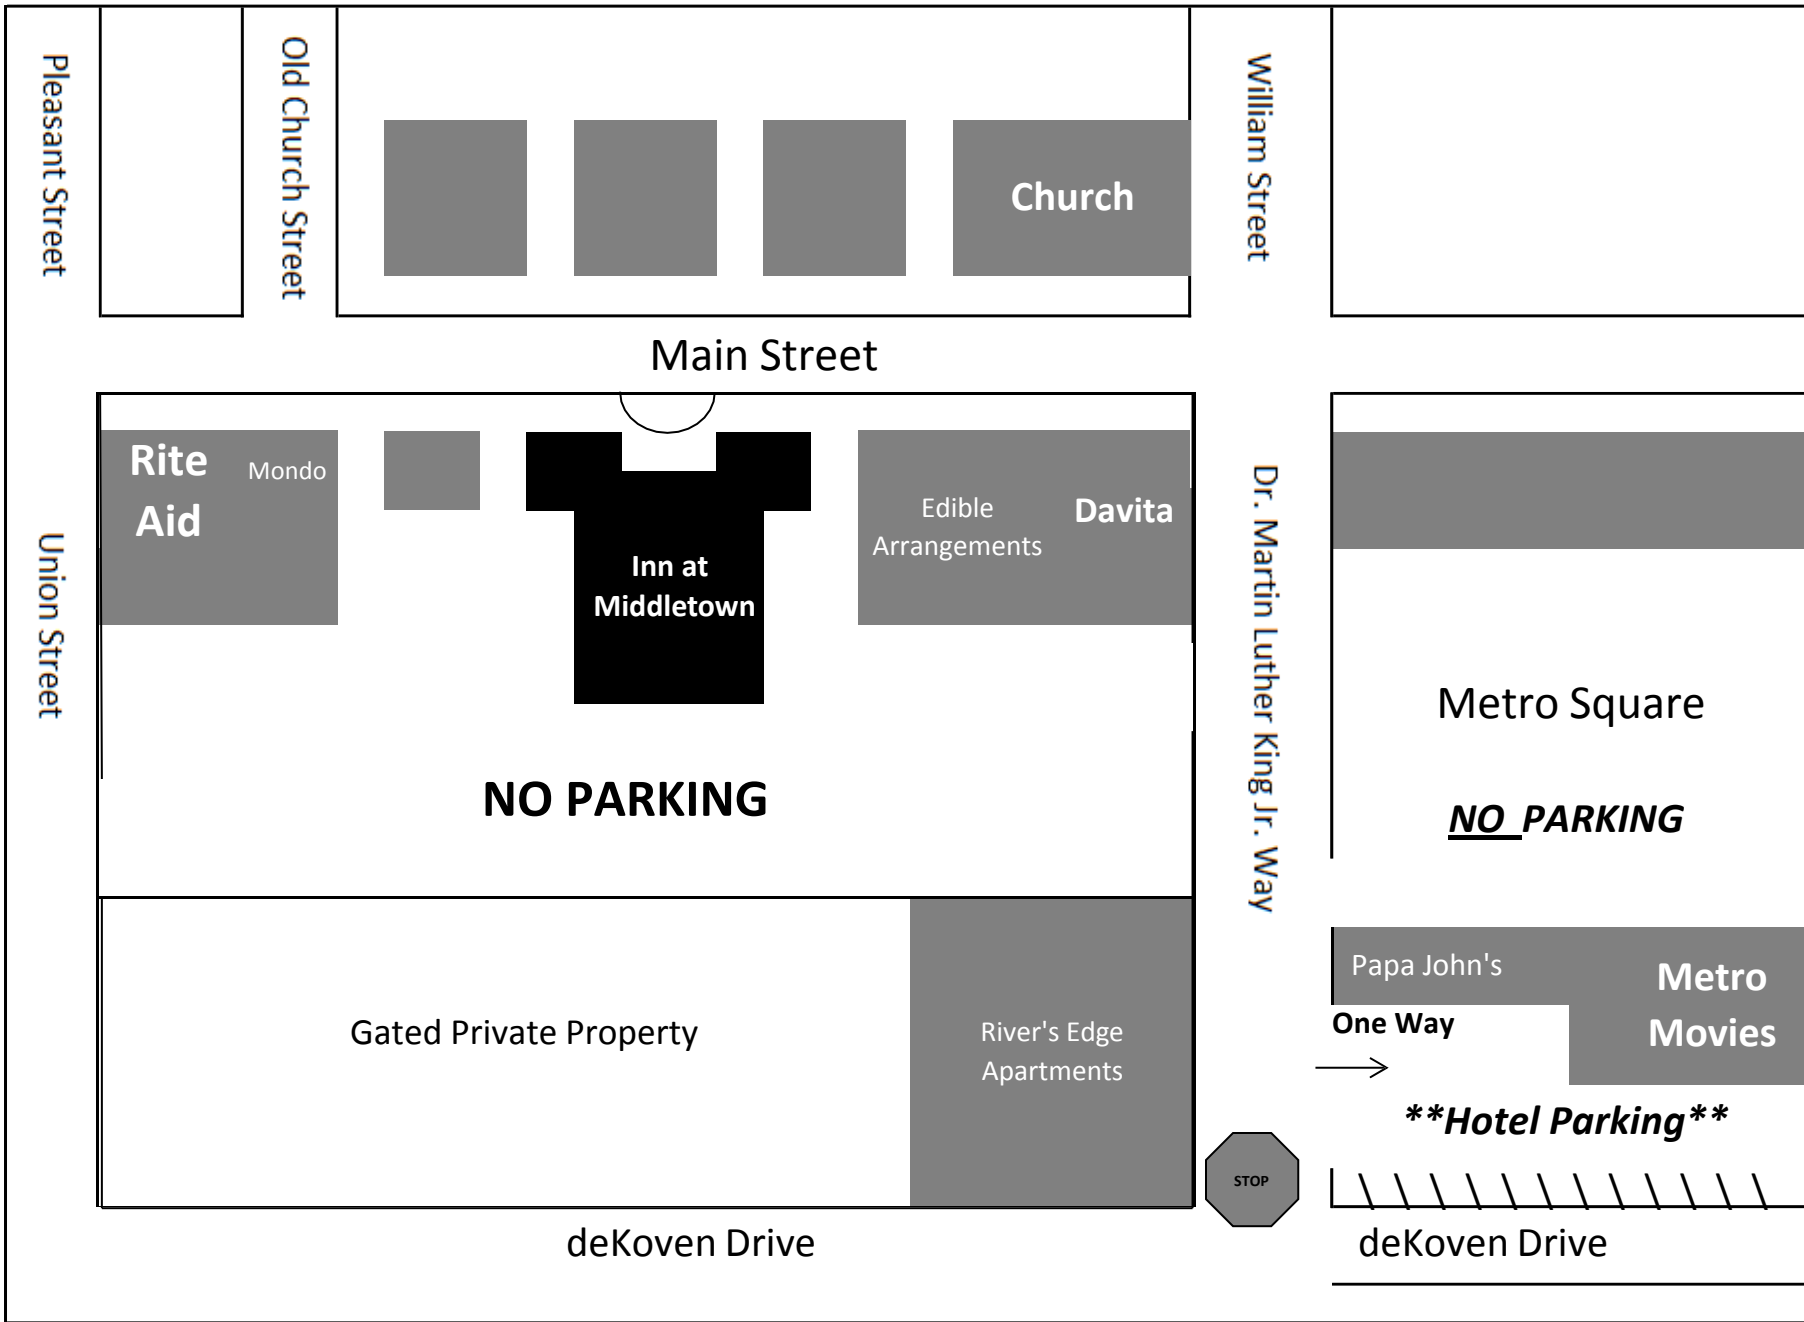 Pleasant Street
Old Church Street
William Street
Church
Main Street
Rite
Aid
Mondo
Inn at
Middletown
Edible
Arrangements
Davita
Union Street
Dr. Martin Luther King Jr. Way
Metro Square
NO PARKING
NO PARKING
Gated Private Property
River's Edge
Apartments
Papa John's
Metro
Movies
One Way
**Hotel Parking**
STOP
deKoven Drive
deKoven Drive